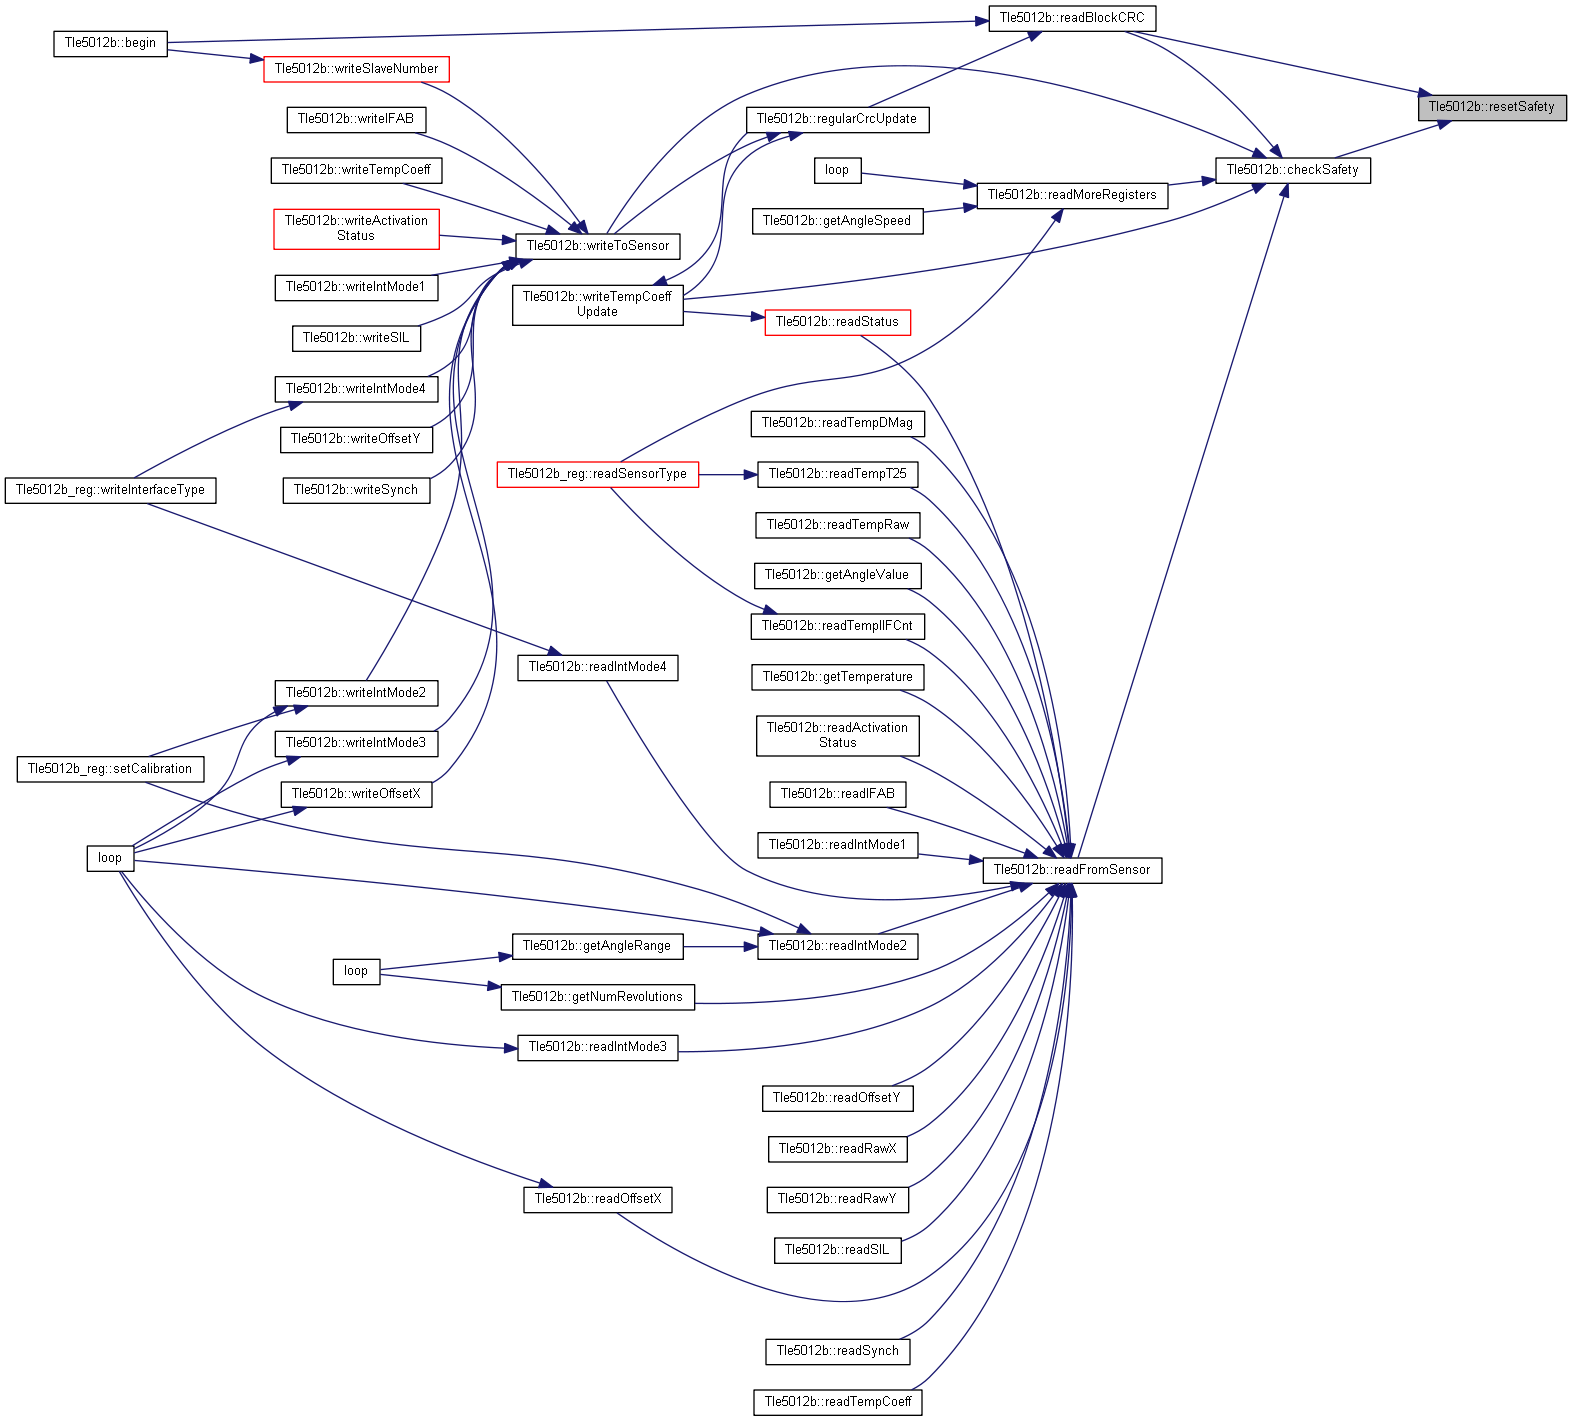 Tle5012b::readBlockCRC
Tle5012b::begin
Tle5012b::writeSlaveNumber
Tle5012b::resetSafety
Tle5012b::writeIFAB
Tle5012b::regularCrcUpdate
Tle5012b::writeTempCoeff
loop
Tle5012b::checkSafety
Tle5012b::readMoreRegisters
Tle5012b::writeActivation
Status
Tle5012b::getAngleSpeed
Tle5012b::writeToSensor
Tle5012b::writeIntMode1
Tle5012b::writeTempCoeff
Update
Tle5012b::readStatus
Tle5012b::writeSIL
Tle5012b::writeIntMode4
Tle5012b::readTempDMag
Tle5012b::writeOffsetY
Tle5012b_reg::readSensorType
Tle5012b::readTempT25
Tle5012b_reg::writeInterfaceType
Tle5012b::writeSynch
Tle5012b::readTempRaw
Tle5012b::getAngleValue
Tle5012b::readTempIIFCnt
Tle5012b::readIntMode4
Tle5012b::getTemperature
Tle5012b::writeIntMode2
Tle5012b::readActivation
Status
Tle5012b::writeIntMode3
Tle5012b_reg::setCalibration
Tle5012b::writeOffsetX
Tle5012b::readIFAB
Tle5012b::readIntMode1
loop
Tle5012b::readFromSensor
Tle5012b::getAngleRange
Tle5012b::readIntMode2
loop
Tle5012b::getNumRevolutions
Tle5012b::readIntMode3
Tle5012b::readOffsetY
Tle5012b::readRawX
Tle5012b::readOffsetX
Tle5012b::readRawY
Tle5012b::readSIL
Tle5012b::readSynch
Tle5012b::readTempCoeff